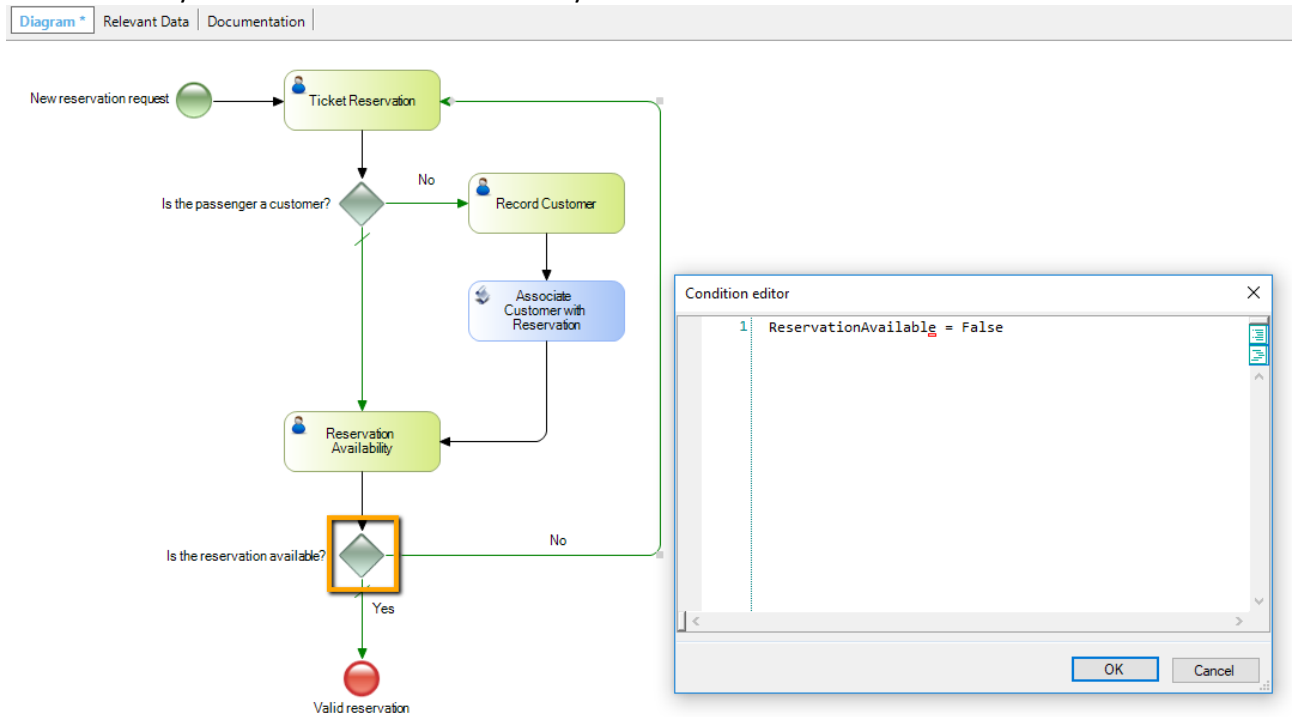 Diagram *
Relevant Data
Documentation
New reservation request
Ticket Reservation
No
Is the passenger a customer?
Record Customer
Associate
Customer with
Reservation
Condition editor
1 ReservationAvailable = False
Reservation
Availability
Is the reservation available?
No
Yes
OK
Cancel
Valid reservation